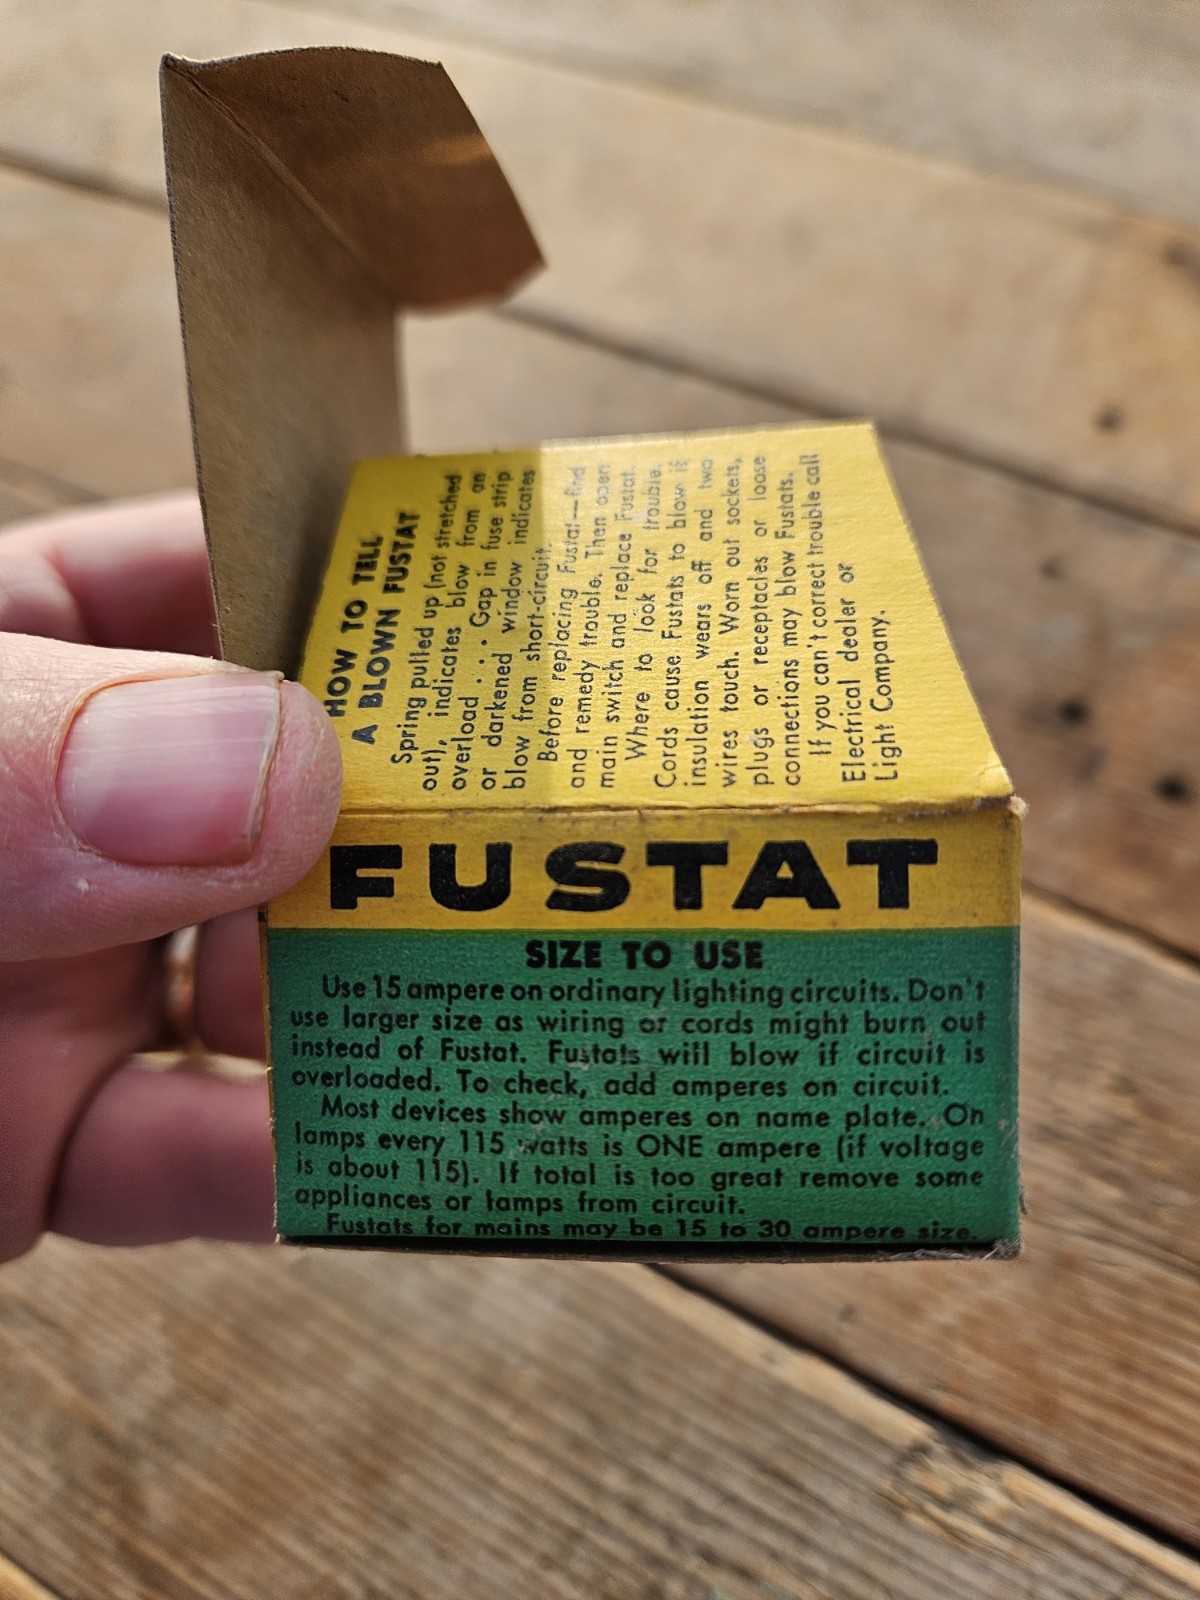 HOW TO TELL
A BLOWN FUSTAT
Spring pulled up (not stretched
out), indicates blow from an
overload . . . Gap in fuse strip
or darkened window indicates
blow from short-circuit.
Before replacing Fustat—find
and remedy trouble. Then open
main switch and replace Fustat.
Where to look for trouble.
Cords cause Fustats to blow if
insulation wears off and two
wires touch. Worn out sockets,
plugs or receptacles or loose
connections may blow Fustats.
If you can't correct trouble call
Electrical dealer or
Light Company.
FUSTAT
SIZE TO USE
Use 15 ampere on ordinary lighting circuits. Don't
use larger size as wiring or cords might burn out
instead of Fustat. Fustats will blow if circuit is
overloaded. To check, add amperes on circuit.
Most devices show amperes on name plate. On
lamps every 115 watts is ONE ampere (if voltage
is about 115). If total is too great remove some
appliances or lamps from circuit.
Fustats for mains may be 15 to 30 ampere size.